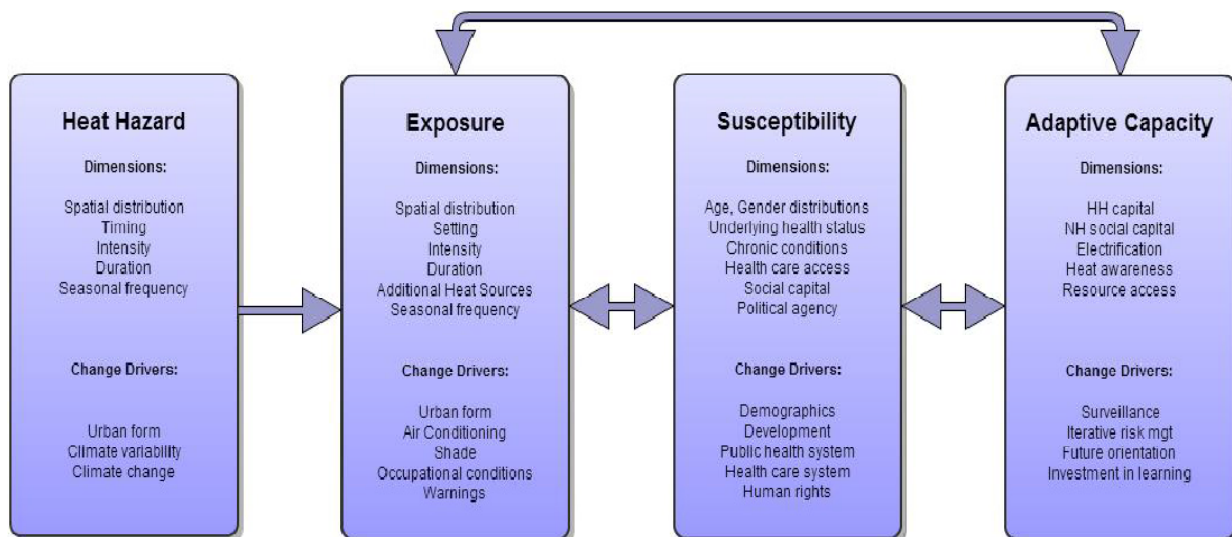 Heat Hazard
Dimensions:
Spatial distribution
Timing
Intensity
Duration
Seasonal frequency
Change Drivers:
Urban form
Climate variability
Climate change
Exposure
Dimensions:
Spatial distribution
Setting
Intensity
Duration
Additional Heat Sources
Seasonal frequency
Change Drivers:
Urban form
Air Conditioning
Shade
Occupational conditions
Warnings
Susceptibility
Dimensions:
Age, Gender distributions
Underlying health status
Chronic conditions
Health care access
Social capital
Political agency
Change Drivers:
Demographics
Development
Public health system
Health care system
Human rights
Adaptive Capacity
Dimensions:
HH capital
NH social capital
Electrification
Heat awareness
Resource access
Change Drivers:
Surveillance
Iterative risk mgt
Future orientation
Investment in learning